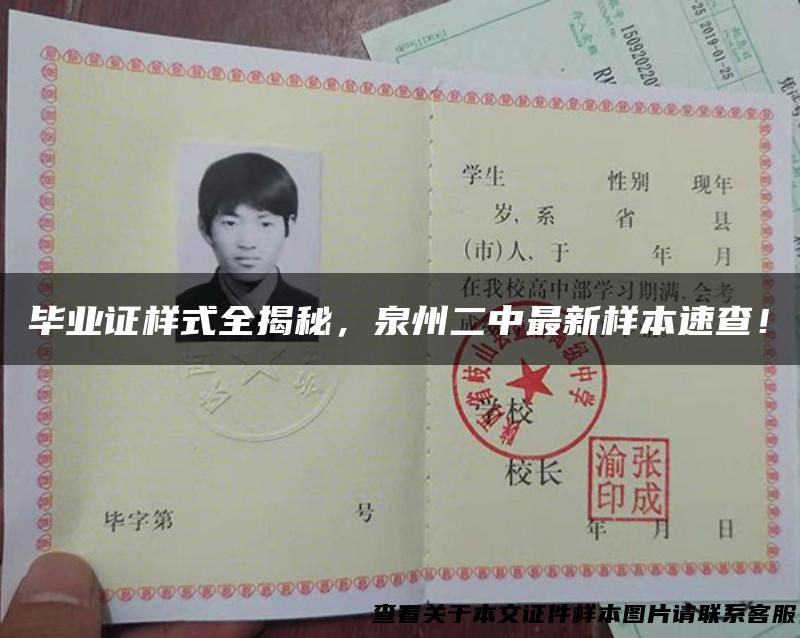 毕业证样式全揭秘，泉州二中最新样本速查！
学生 性别 现年
岁, 系 省 县
(市)人, 于 年 月
在我校高中部学习期满, 会考
学校
校长
张成
渝印
毕字第 号
年 月 日
150920220
25 2019-01-25
查看关于本文证件样本图片请联系客服